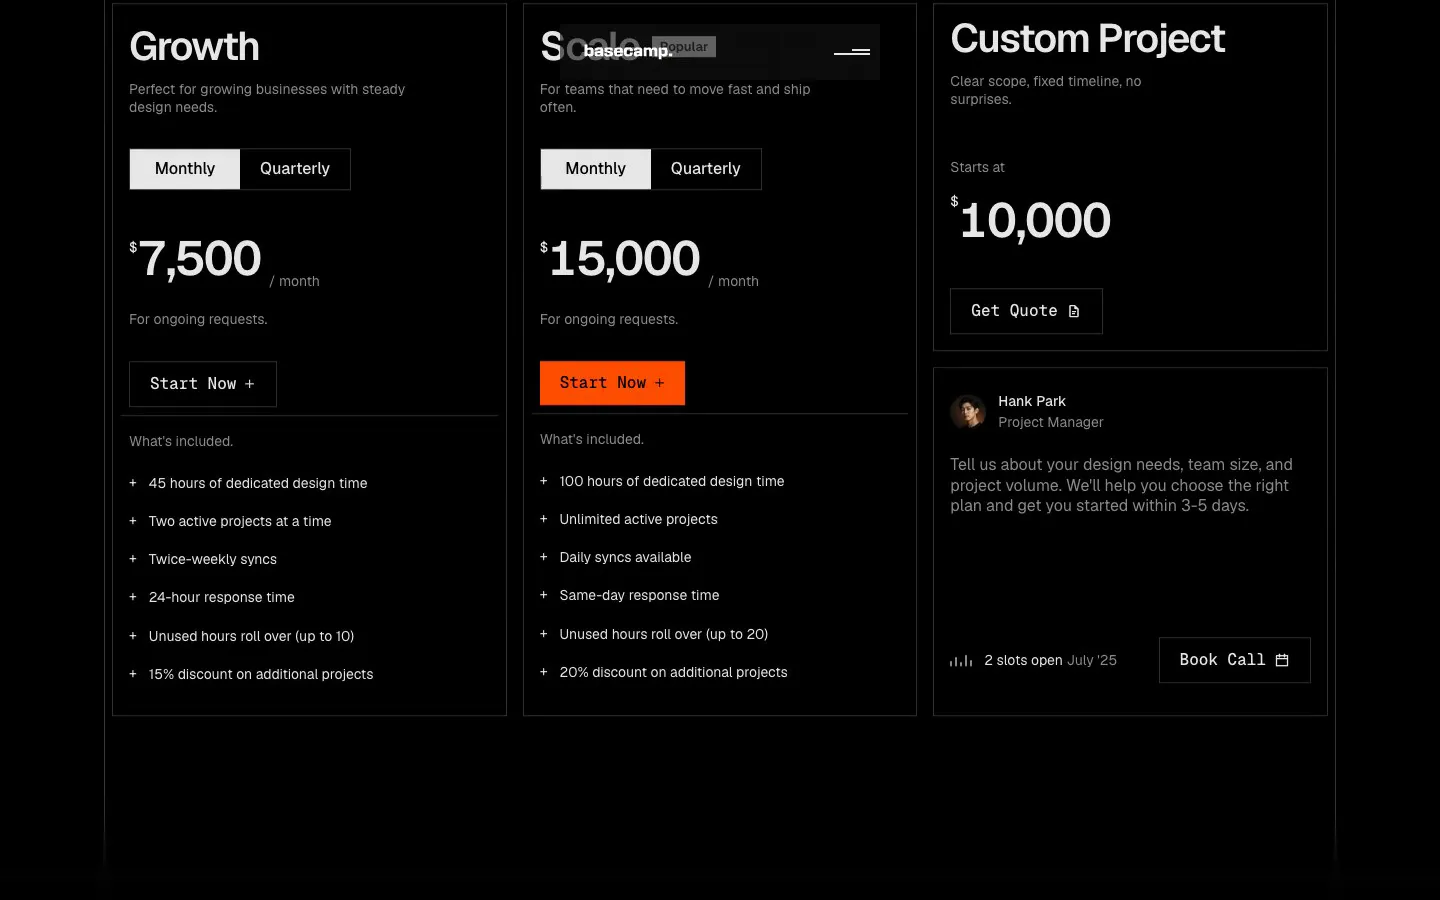 Growth
Perfect for growing businesses with steady
design needs.
Monthly
Quarterly
$7,500 / month
For ongoing requests.
Start Now +
What's included.
+ 45 hours of dedicated design time
+ Two active projects at a time
+ Twice-weekly syncs
+ 24-hour response time
+ Unused hours roll over (up to 10)
+ 15% discount on additional projects
Scale
Popular
basecamp.
For teams that need to move fast and ship
often.
Monthly
Quarterly
$15,000 / month
For ongoing requests.
Start Now +
What's included.
+ 100 hours of dedicated design time
+ Unlimited active projects
+ Daily syncs available
+ Same-day response time
+ Unused hours roll over (up to 20)
+ 20% discount on additional projects
Custom Project
Clear scope, fixed timeline, no
surprises.
Starts at
$10,000
Get Quote
Hank Park
Project Manager
Tell us about your design needs, team size, and
project volume. We'll help you choose the right
plan and get you started within 3-5 days.
2 slots open July '25
Book Call